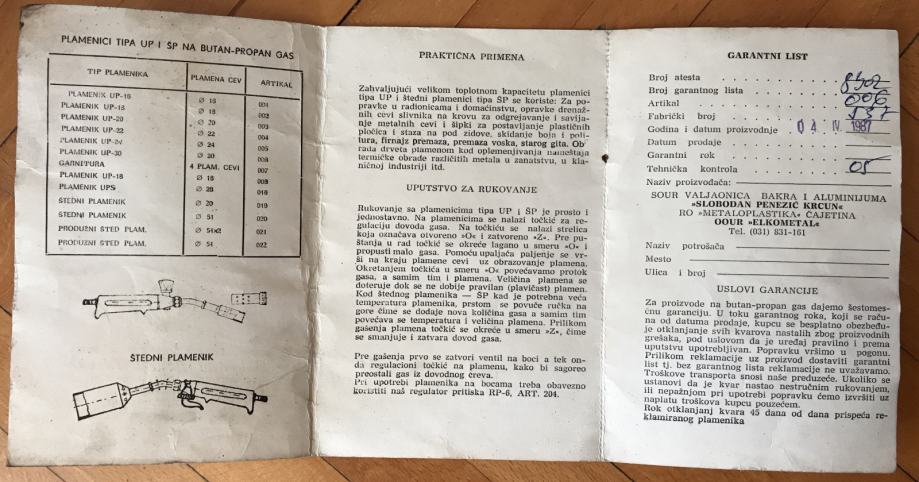 PLAMENICI TIPA UP I ŠP NA BUTAN-PROPAN GAS
TIP PLAMENIKA PLAMENA CEV ARTIKAL
PLAMENIK UP-16 Ø 16 001
PLAMENIK UP-18 Ø 18 002
PLAMENIK UP-20 Ø 20 003
PLAMENIK UP-22 Ø 22 004
PLAMENIK UP-24 Ø 24 005
PLAMENIK UP-30 Ø 30 006
GARNITURA 4 PLAM. CEVI 007
PLAMENIK UP-18 Ø 18
PLAMENIK UPS
ŠTEDNI PLAMENIK Ø 20 019
ŠTEDNI PLAMENIK Ø 51 020
PRODUŽNI ŠTED PLAM. Ø 51x2 021
PRODUŽNI ŠTED PLAM. Ø 51 022
ŠTEDNI PLAMENIK
PRAKTIČNA PRIMENA
Zahvaljujući velikom toplotnom kapacitetu plamenici
tipa UP i štedni plamenici tipa ŠP se koriste: Za po-
pravke u radionicama i domaćinstvu, opravke drenaž-
nih cevi slivnika na krovu za odgrejavanje i savija-
nje metalnih cevi i šipki za postavljanje plastičnih
pločica i staza na pod zidove, skidanje boja i poli-
tura, firnajz premaza, premaza voska, starog gita. Ob
rada drveta plamenom kod oplemenjivanja nameštaja
termičke obrade različitih metala u zanatstvu, u kla-
ničnoj industriji itd.
UPUTSTVO ZA RUKOVANJE
Rukovanje sa plamenicima tipa UP i ŠP je prosto i
jednostavno. Na plamenicima se nalazi točkić za re-
gulaciju dovoda gasa. Na točkiću se nalazi strelica
koja označava otvoreno »O« i zatvoreno »Z«. Pre pu-
štanja u rad točkić se okreće lagano u smeru »O« i
propusti malo gasa. Pomoću upaljača paljenje se vr-
ši na kraju plamene cevi uz obrazovanje plamena.
Okretanjem točkića u smeru »O« povećavamo protok
gasa, a samim tim i plamena. Veličina plamena se
doteruje dok se ne dobije pravilan (plavičast) plamen.
Kod štednog plamenika — ŠP kad je potrebna veća
temperatura plamenika, prstom se povuče ručka na
gore čime se dodaje nova količina gasa a samim tim
povećava se temperatura i veličina plamena. Prilikom
gašenja plamena točkić se okreće u smeru »Z«, čime
se smanjuje i zatvara dovod gasa.
Pre gašenja prvo se zatvori ventil na boci a tek on-
da regulacioni točkić na plamenu, kako bi sagoreo
preostali gas iz dovodnog creva.
Pri upotrebi plamenika na bocama treba obavezno
koristiti naš regulator pritiska RP-6, ART. 204.
GARANTNI LIST
Broj atesta
Broj garantnog lista 8302
Artikal 006
Fabrički broj 537
Godina i datum proizvodnje 04 IV. 1987
Datum prodaje
Garantni rok
Tehnička kontrola 05
Naziv proizvođača:
SOUR VALJAONICA BAKRA I ALUMINIJUMA
»SLOBODAN PENEZIĆ KRCUN«
RO »METALOPLASTIKA« ČAJETINA
OOUR »ELKOMETAL«
Tel. (031) 831-161
Naziv potrošača
Mesto
Ulica i broj
USLOVI GARANCIJE
Za proizvode na butan-propan gas dajemo šestomes-
čnu garanciju. U toku garantnog roka, koji se raču-
na od datuma prodaje, kupcu se besplatno obezbeđu-
je otklanjanje svih kvarova nastalih zbog proizvodnih
grešaka, pod uslovom da je uređaj pravilno i prema
uputstvu upotrebljivan. Popravku vršimo u pogonu.
Prilikom reklamacije uz proizvod dostaviti garantni
list tj. bez garantnog lista reklamacije ne uvažavamo.
Troškove transporta snosi naše preduzeće. Ukoliko se
ustanovi da je kvar nastao nestručnim rukovanjem,
ili nepažnjom pri upotrebi popravku ćemo izvršiti uz
naplatu troškova kupcu pouzećem.
Rok otklanjanj kvara 45 dana od dana prispeća re-
klamiranog plamenika